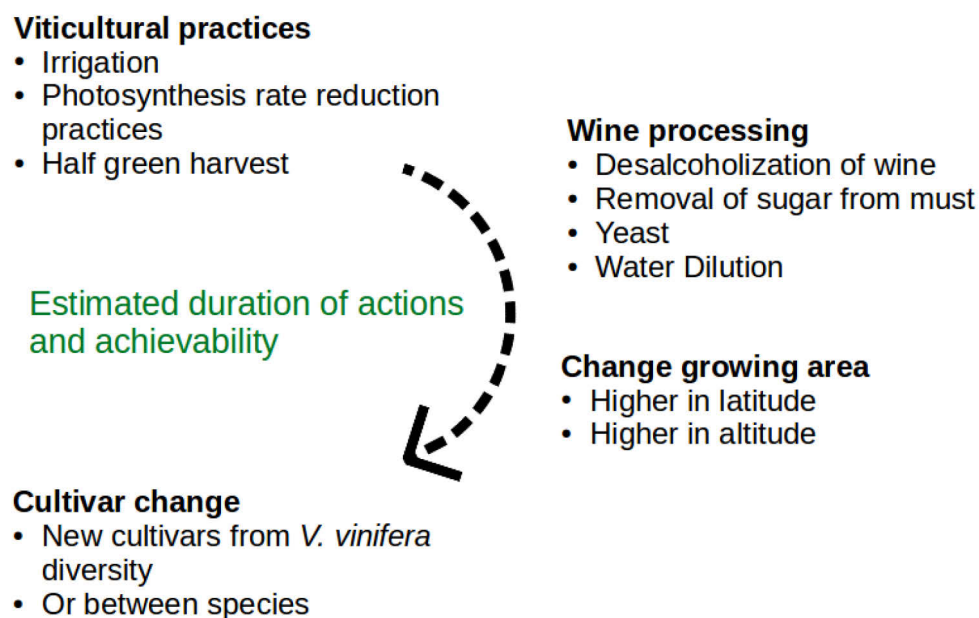 Viticultural practices
• Irrigation
• Photosynthesis rate reduction
practices
• Half green harvest
Wine processing
• Desalcoholization of wine
• Removal of sugar from must
• Yeast
• Water Dilution
Estimated duration of actions
and achievability
Change growing area
• Higher in latitude
• Higher in altitude
Cultivar change
• New cultivars from V. vinifera
diversity
• Or between species